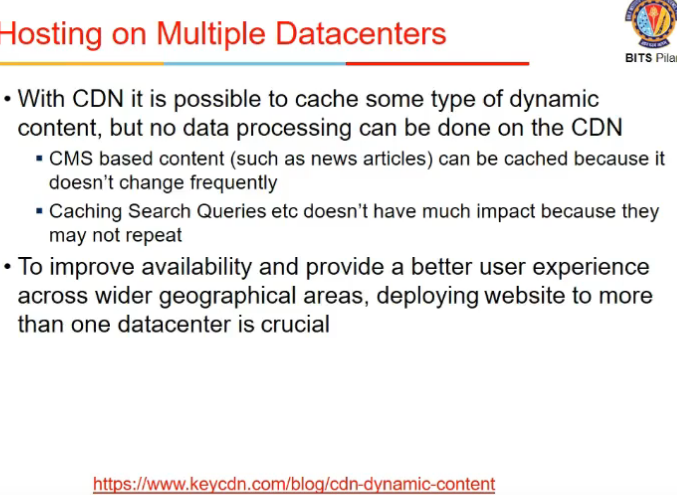 Hosting on Multiple Datacenters
BITS Pilani
• With CDN it is possible to cache some type of dynamic
content, but no data processing can be done on the CDN
▪ CMS based content (such as news articles) can be cached because it
doesn't change frequently
▪ Caching Search Queries etc doesn't have much impact because they
may not repeat
• To improve availability and provide a better user experience
across wider geographical areas, deploying website to more
than one datacenter is crucial
https://www.keycdn.com/blog/cdn-dynamic-content